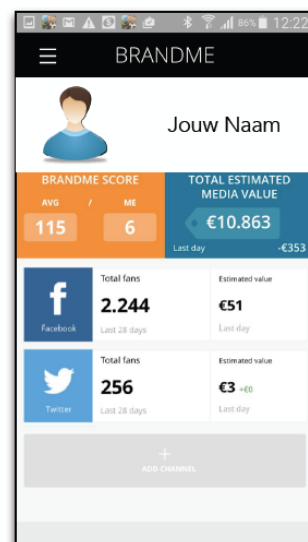 86% 12:22
BRANDME
Jouw Naam
BRANDME SCORE
AVG / ME
115 6
TOTAL ESTIMATED
MEDIA VALUE
€10.863
Last day -€353
Total fans
2.244
Last 28 days
Facebook
Estimated value
€51
Last day
Total fans
256
Last 28 days
Twitter
Estimated value
€3 +€0
Last day
+
ADD CHANNEL